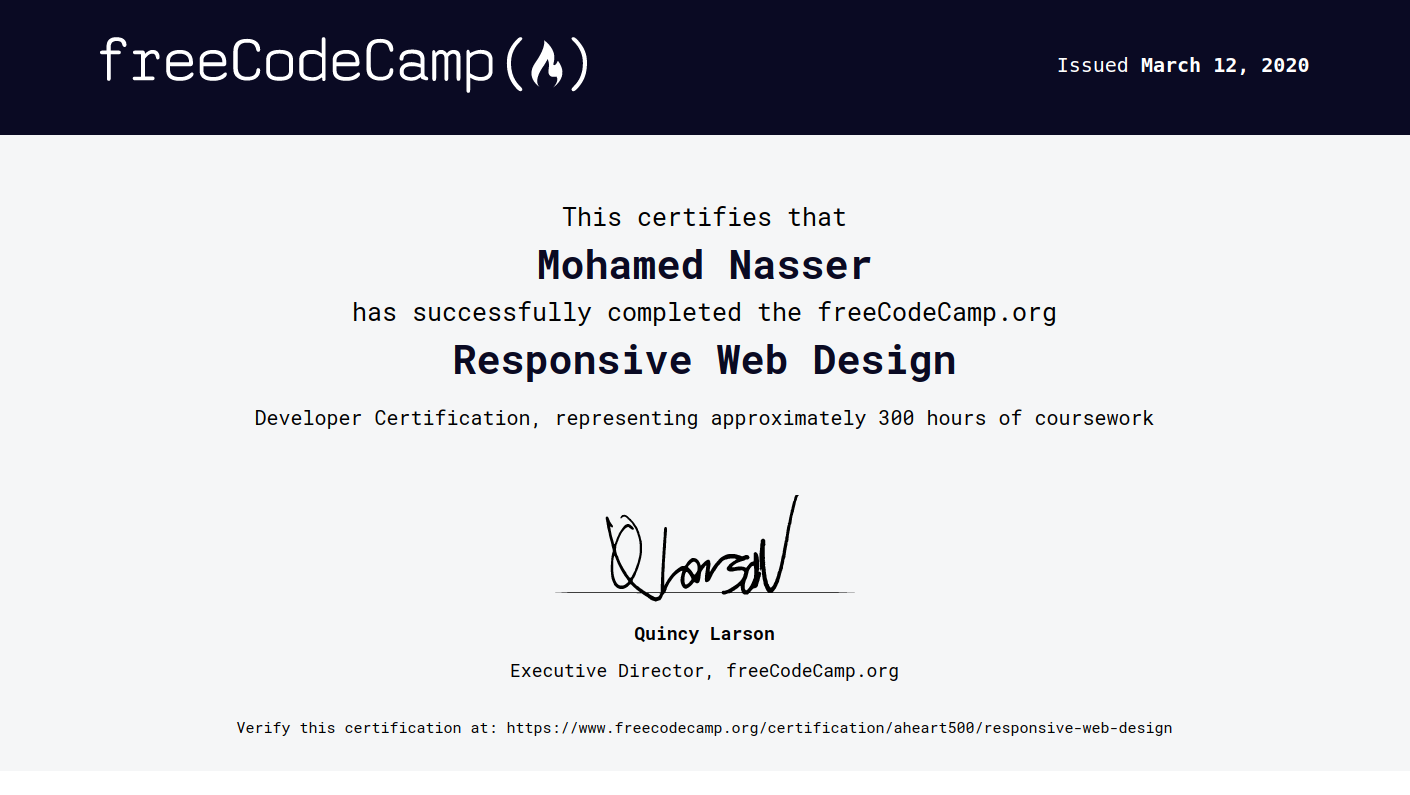 freeCodeCamp(🔥)
Issued March 12, 2020
This certifies that
Mohamed Nasser
has successfully completed the freeCodeCamp.org
Responsive Web Design
Developer Certification, representing approximately 300 hours of coursework
Q Larson
Quincy Larson
Executive Director, freeCodeCamp.org
Verify this certification at: https://www.freecodecamp.org/certification/aheart500/responsive-web-design